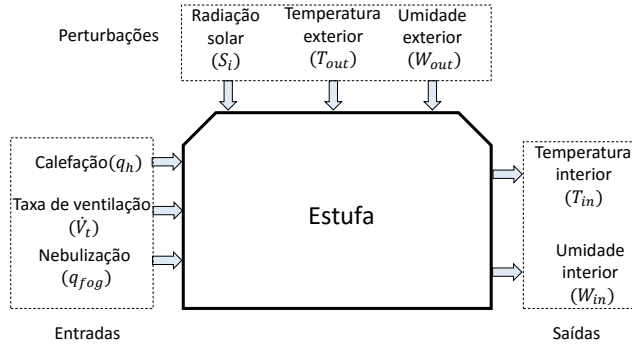 Perturbações
Radiação
solar
(S_i)
Temperatura
exterior
(T_out)
Umidade
exterior
(W_out)
Calefação(q_h)
Taxa de ventilação
(V̇_t)
Nebulização
(q_fog)
Entradas
Estufa
Temperatura
interior
(T_in)
Umidade
interior
(W_in)
Saídas